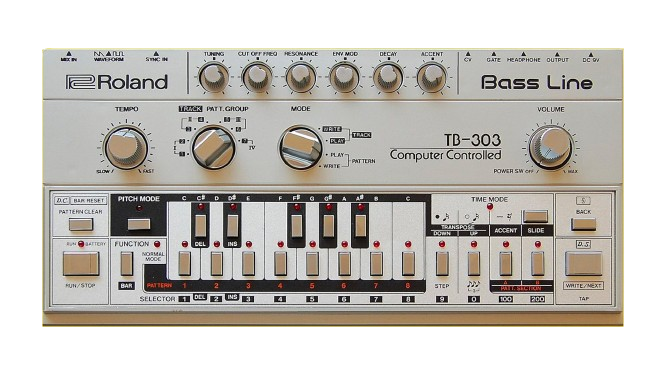 MIX IN WAVEFORM SYNC IN TUNING CUT OFF FREQ RESONANCE ENV MOD DECAY ACCENT CV GATE HEADPHONE OUTPUT DC 9V
Roland Bass Line
TEMPO TRACK PATT.GROUP MODE VOLUME
WRITE TRACK
PLAY
TB-303
Computer Controlled
PLAY PATTERN
WRITE
SLOW FAST POWER SW OFF MAX
D.C. BAR RESET PITCH MODE C C# D D# E F F# G G# A A# B C TIME MODE
PATTERN CLEAR BACK
TRANSPOSE
DOWN UP ACCENT SLIDE
RUN BATTERY FUNCTION NORMAL MODE DEL INS D.S.
BAR PATTERN 1 2 3 4 5 6 7 8 STEP A B WRITE/NEXT
RUN/STOP PATT. SECTION
SELECTOR 1 DEL 2 INS 3 4 5 6 7 8 9 0 100 200 TAP